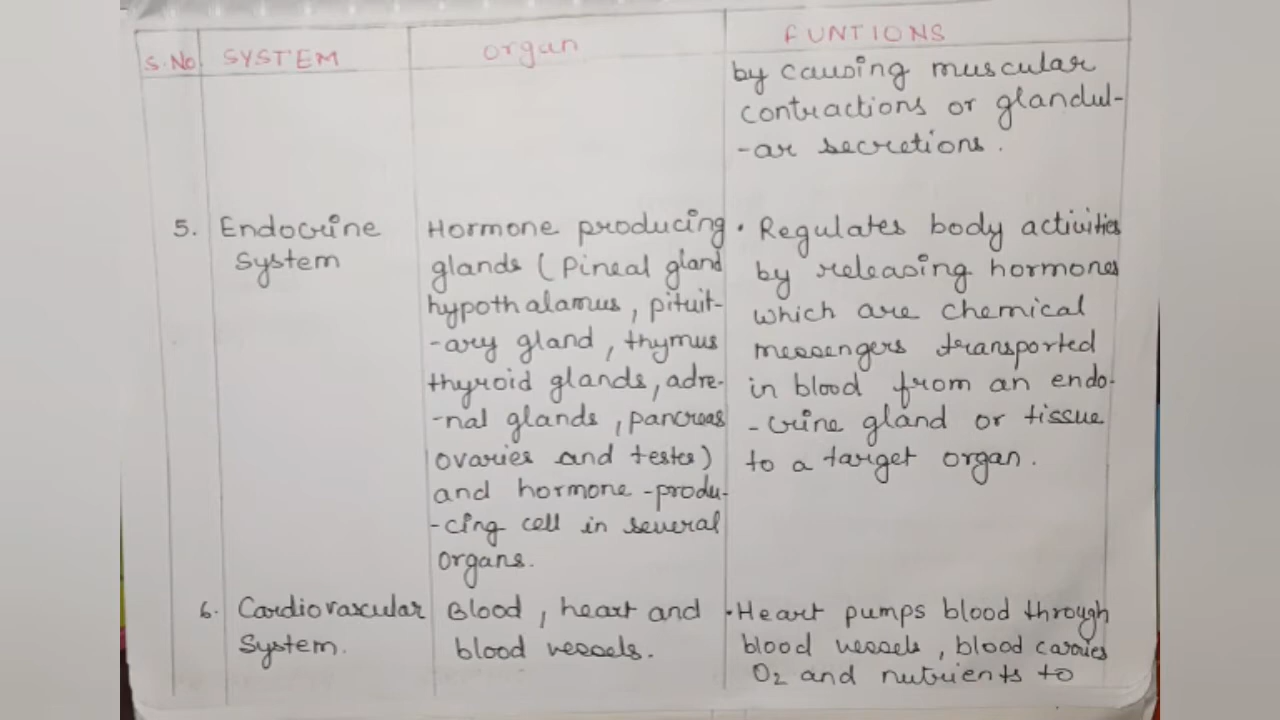 S.No SYSTEM organ FUNTIONS
by causing muscular
contractions or glandul-
-ar secretions.
5. Endocrine
System
Hormone producing
glands (Pineal gland
hypothalamus, pituit-
-ary gland, thymus
thyroid glands, adre-
-nal glands, pancreas
ovaries and testes)
and hormone-produ-
-cing cell in several
organs.
• Regulates body activities
by releasing hormones
which are chemical
messengers transported
in blood from an endo-
-crine gland or tissue
to a target organ.
6. Cardiovascular
System.
Blood, heart and
blood vessels.
• Heart pumps blood through
blood vessels, blood carries
O2 and nutrients to